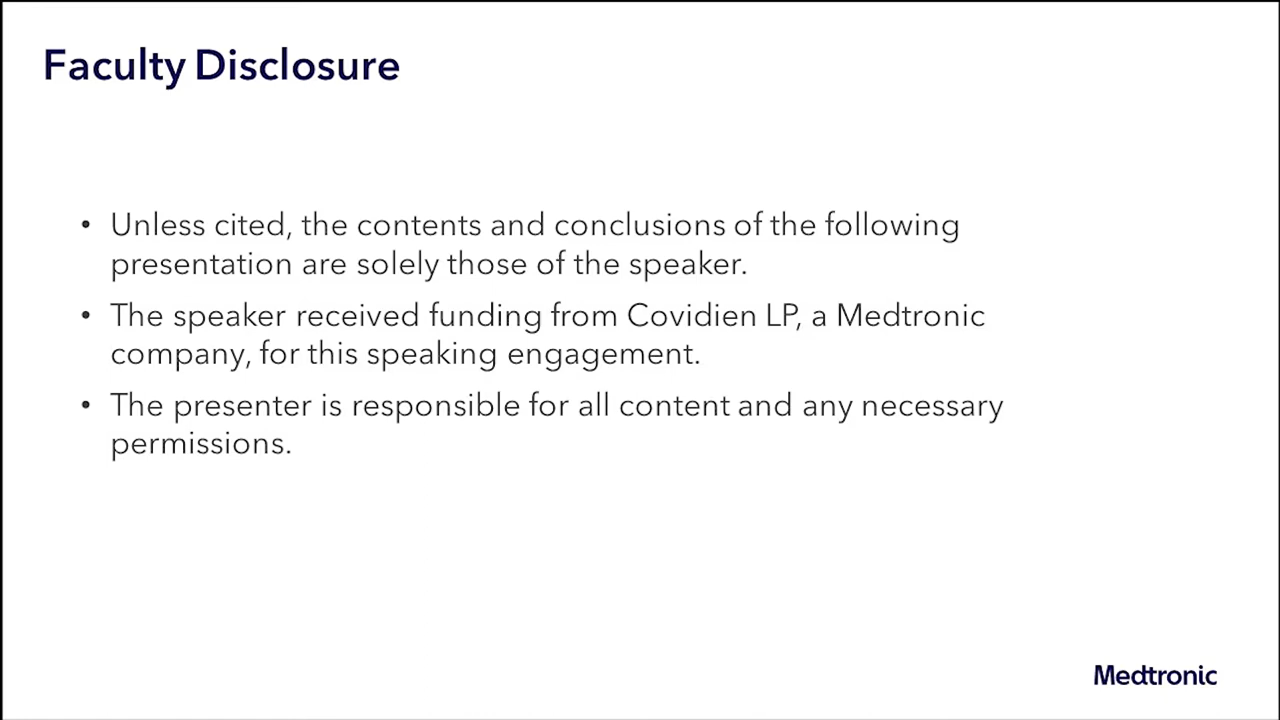 Faculty Disclosure
• Unless cited, the contents and conclusions of the following
presentation are solely those of the speaker.
• The speaker received funding from Covidien LP, a Medtronic
company, for this speaking engagement.
• The presenter is responsible for all content and any necessary
permissions.
Medtronic